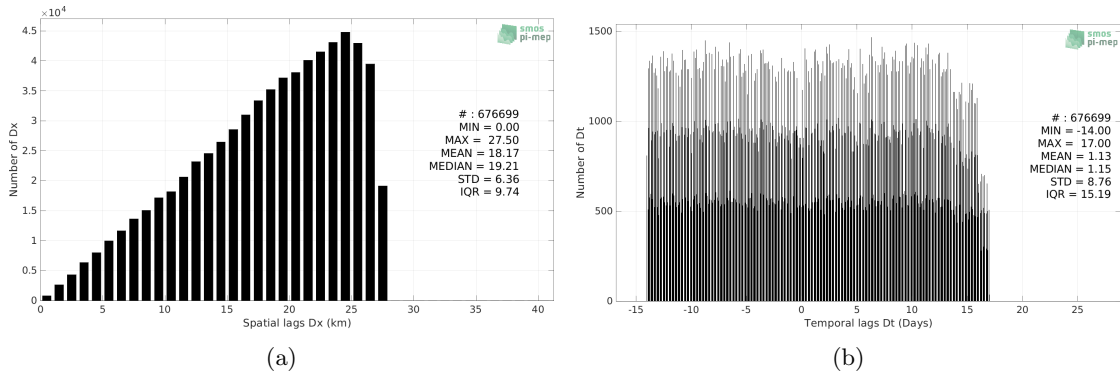 ×10⁴
4.5
4
3.5
3
2.5
2
1.5
1
0.5
0
Number of Dx
0 5 10 15 20 25 30 35 40
Spatial lags Dx (km)
smos
pi-mep
# : 676699
MIN = 0.00
MAX = 27.50
MEAN = 18.17
MEDIAN = 19.21
STD = 6.36
IQR = 9.74
(a)
1500
1000
500
0
Number of Dt
-15 -10 -5 0 5 10 15 20 25
Temporal lags Dt (Days)
smos
pi-mep
# : 676699
MIN = -14.00
MAX = 17.00
MEAN = 1.13
MEDIAN = 1.15
STD = 8.76
IQR = 15.19
(b)